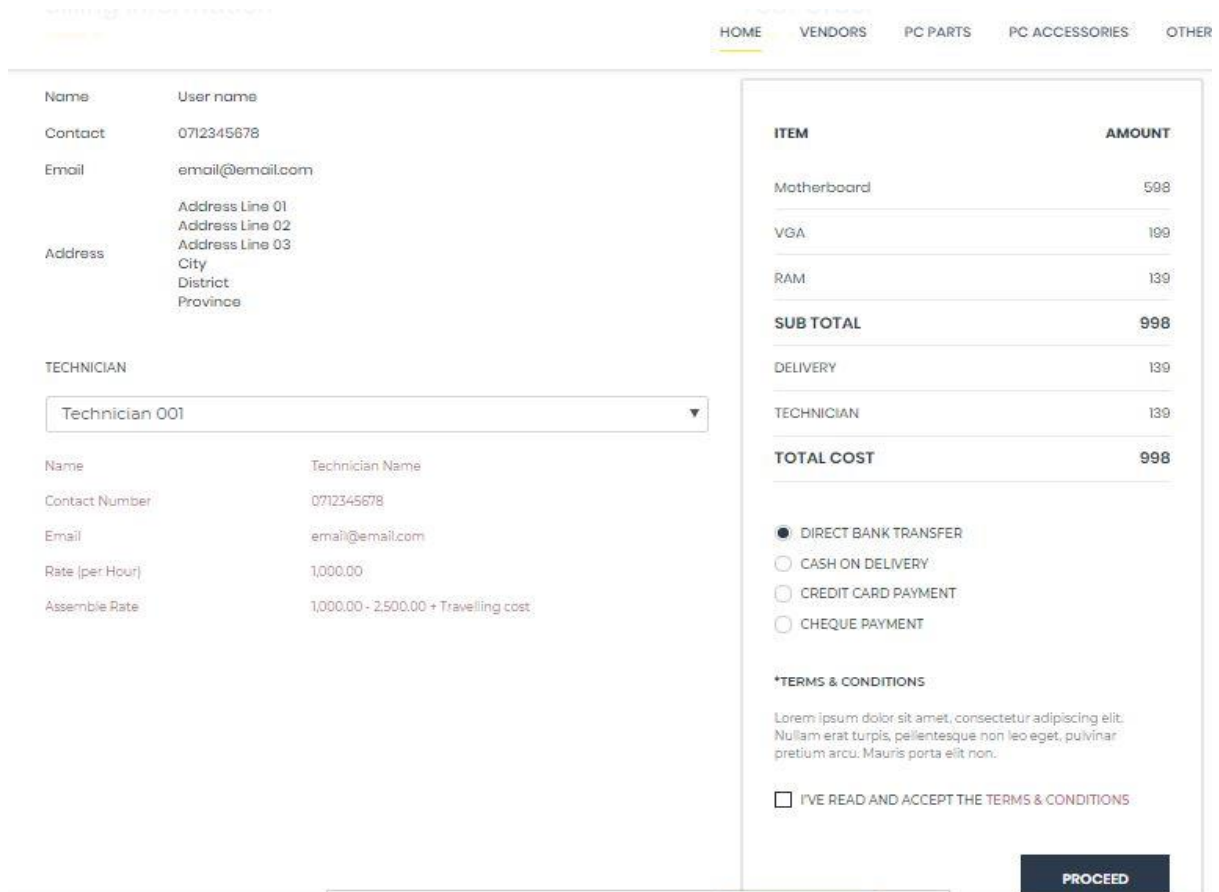 HOME VENDORS PC PARTS PC ACCESSORIES OTHER
Name User name
Contact 0712345678
Email email@email.com
Address
Address Line 01
Address Line 02
Address Line 03
City
District
Province
TECHNICIAN
Technician 001
Name Technician Name
Contact Number 0712345678
Email email@email.com
Rate (per Hour) 1,000.00
Assemble Rate 1,000.00 - 2,500.00 + Travelling cost
ITEM AMOUNT
Motherboard 598
VGA 199
RAM 139
SUB TOTAL 998
DELIVERY 139
TECHNICIAN 139
TOTAL COST 998
DIRECT BANK TRANSFER
CASH ON DELIVERY
CREDIT CARD PAYMENT
CHEQUE PAYMENT
*TERMS & CONDITIONS
Lorem ipsum dolor sit amet, consectetur adipiscing elit.
Nullam erat turpis, pellentesque non leo eget, pulvinar
pretium arcu. Mauris porta elit non.
I'VE READ AND ACCEPT THE TERMS & CONDITIONS
PROCEED